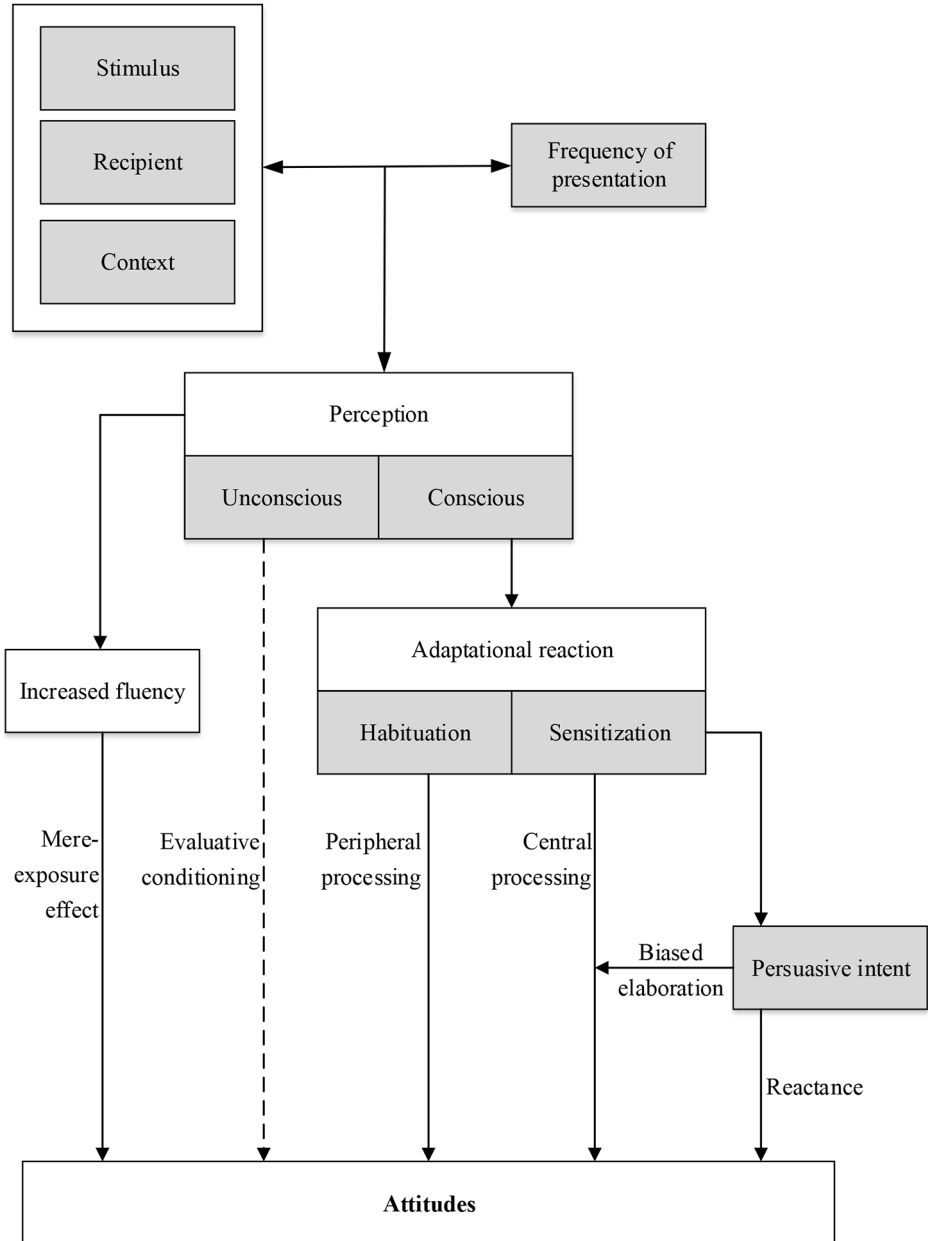 Stimulus
Recipient
Context
Frequency of
presentation
Perception
Unconscious
Conscious
Adaptational reaction
Increased fluency
Habituation
Sensitization
Mere-
exposure
effect
Evaluative
conditioning
Peripheral
processing
Central
processing
Biased
elaboration
Persuasive intent
Reactance
Attitudes